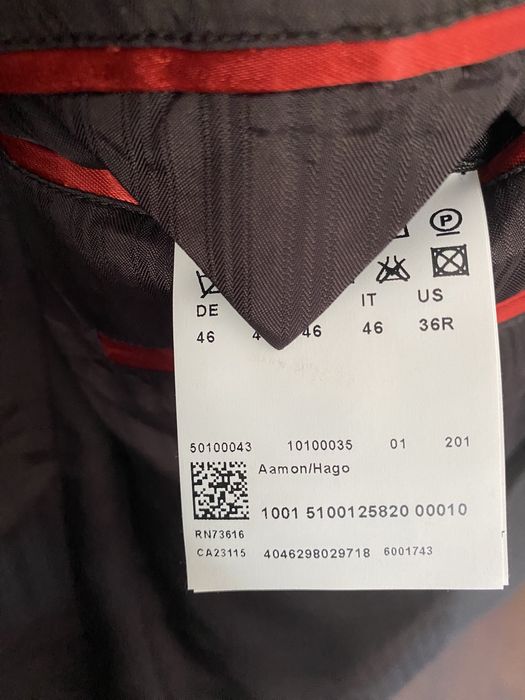 P
DE IT US
46 46 46 36R
50100043 10100035 01 201
Aamon/Hago
1001 5100125820 00010
RN73616
CA23115 4046298029718 6001743